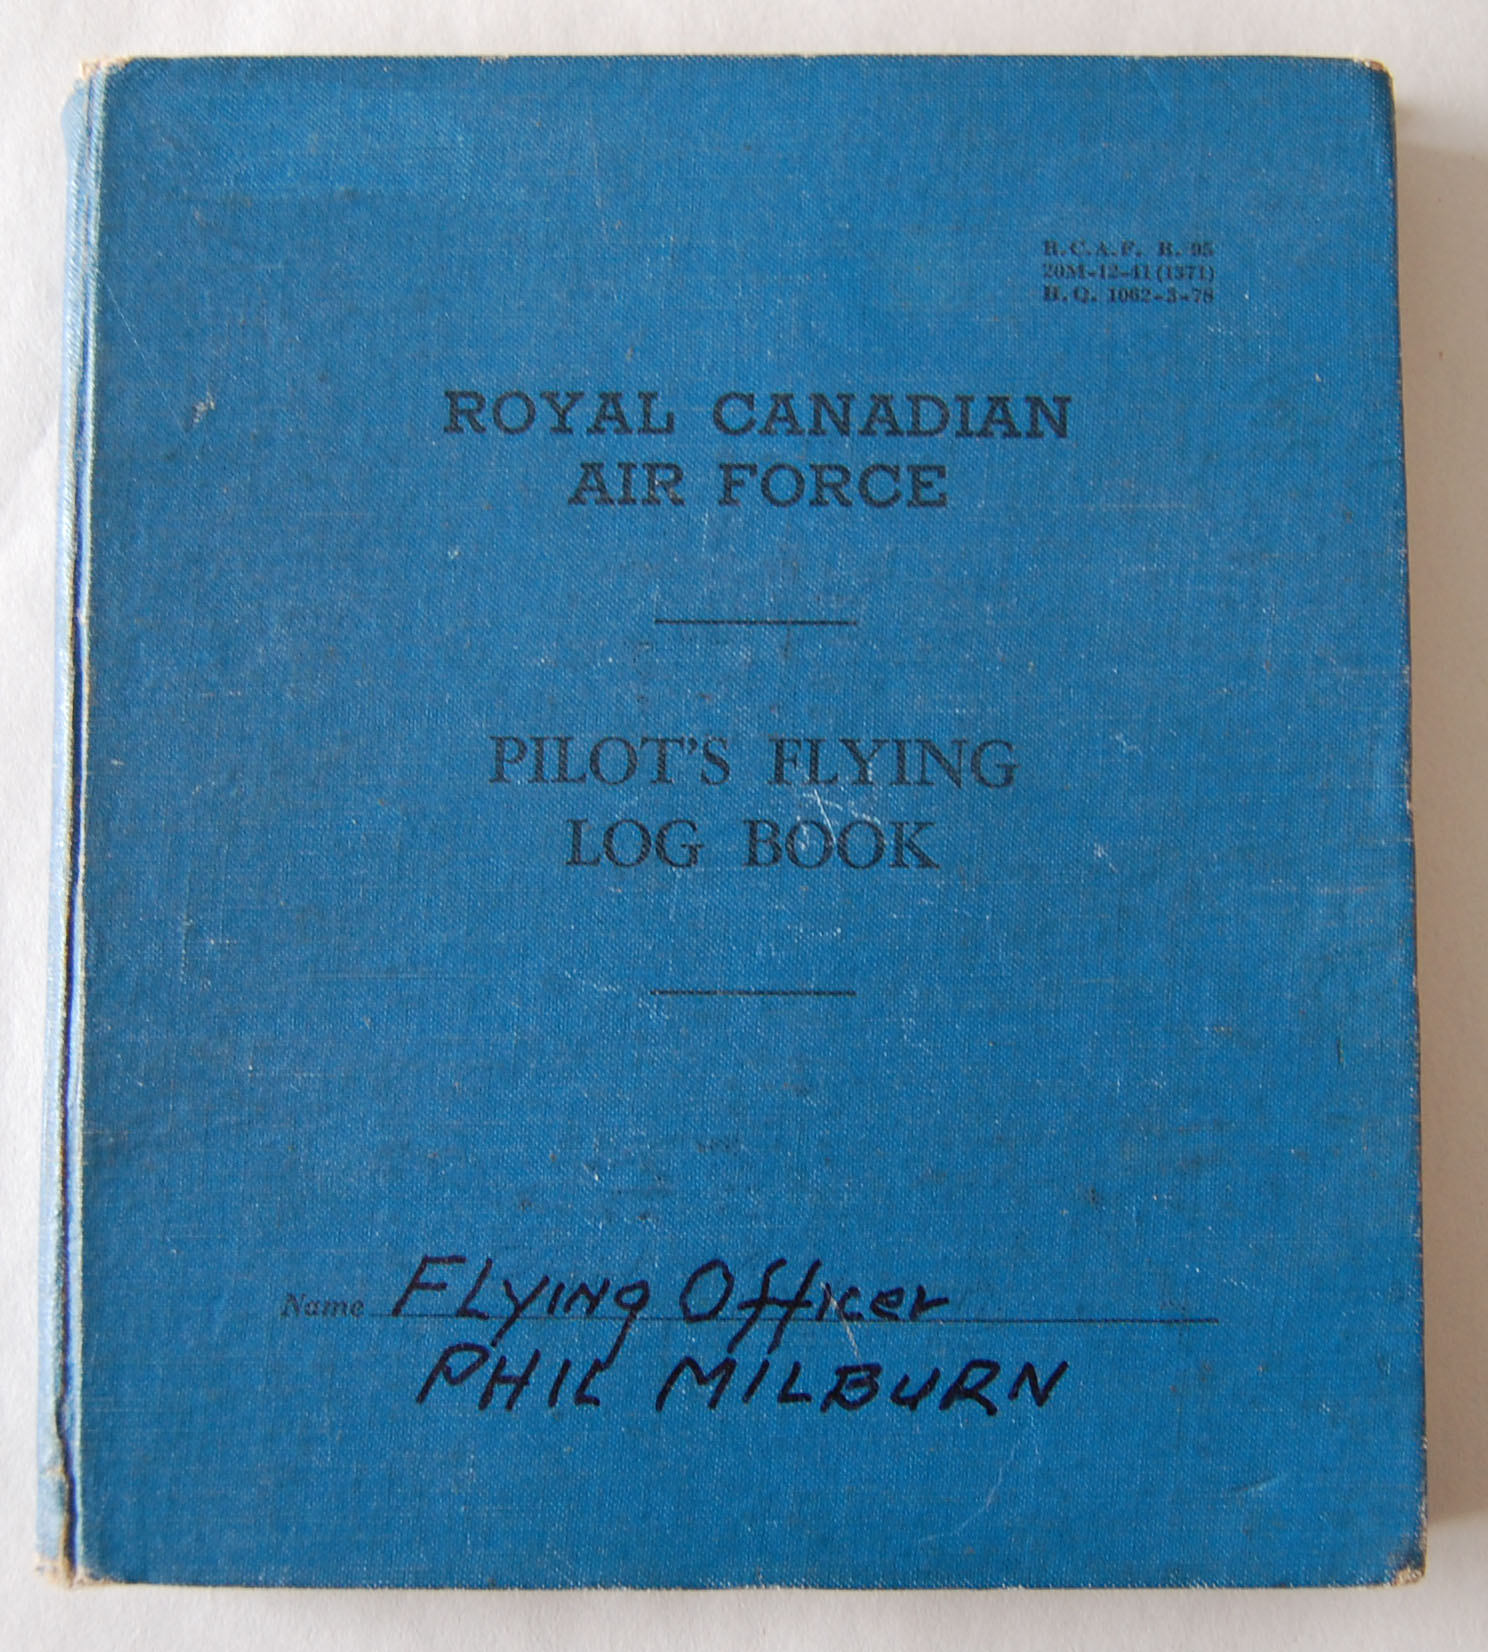 R.C.A.F. R. 95
20M-12-41 (1371)
H.Q. 1062-3-78
ROYAL CANADIAN
AIR FORCE
PILOT'S FLYING
LOG BOOK
Name FLyING Officer
PHIL MILBURN